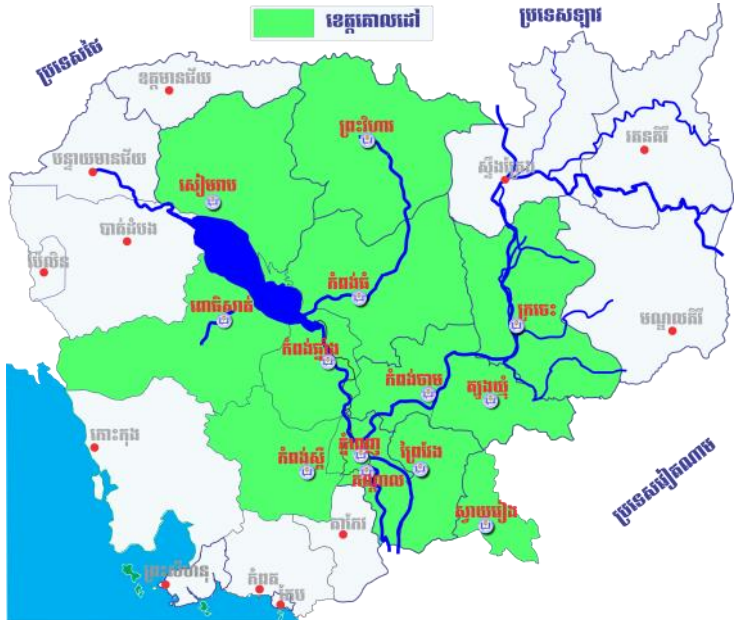 ខេត្តគោលដៅ
ប្រទេសឡាវ
ប្រទេសថៃ
ឧត្តមានជ័យ
ព្រះវិហារ
រតនគិរី
បន្ទាយមានជ័យ
ស្ទឹងត្រែង
សៀមរាប
បាត់ដំបង
ប៉ៃលិន
កំពង់ធំ
ពោធិ៍សាត់
ក្រចេះ
មណ្ឌលគិរី
កំពង់ឆ្នាំង
កំពង់ចាម
ត្បូងឃ្មុំ
កោះកុង
ភ្នំពេញ
កំពង់ស្ពឺ
ព្រៃវែង
កណ្តាល
ប្រទេសវៀតណាម
ស្វាយរៀង
តាកែវ
ព្រះសីហនុ
កំពត
កែប